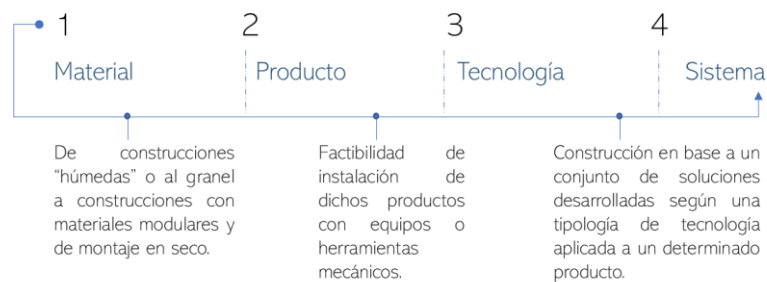 1 2 3 4
Material Producto Tecnología Sistema
De construcciones
“húmedas” o al granel
a construcciones con
materiales modulares y
de montaje en seco.
Factibilidad de
instalación de
dichos productos
con equipos o
herramientas
mecánicos.
Construcción en base a un
conjunto de soluciones
desarrolladas según una
tipología de tecnología
aplicada a un determinado
producto.